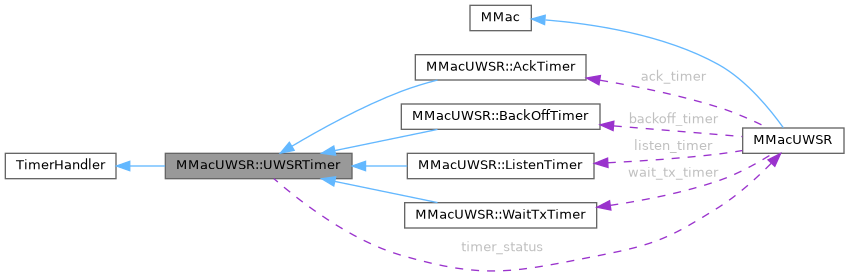 MMac
MMacUWSR::AckTimer
ack_timer
MMacUWSR::BackOffTimer
backoff_timer
MMacUWSR
listen_timer
TimerHandler
MMacUWSR::UWSRTimer
MMacUWSR::ListenTimer
wait_tx_timer
MMacUWSR::WaitTxTimer
timer_status